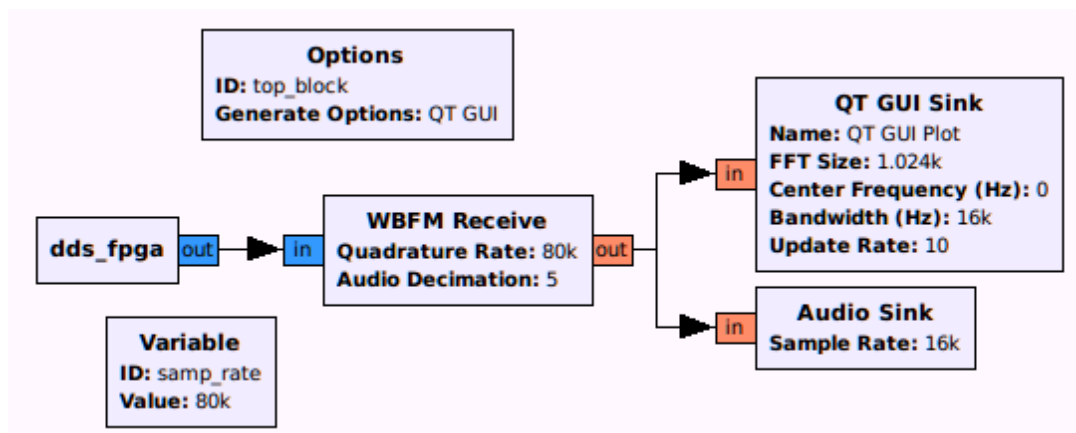 Options
ID: top_block
Generate Options: QT GUI
QT GUI Sink
Name: QT GUI Plot
FFT Size: 1.024k
Center Frequency (Hz): 0
Bandwidth (Hz): 16k
Update Rate: 10
in
dds_fpga
out
in
WBFM Receive
Quadrature Rate: 80k
Audio Decimation: 5
out
in
Audio Sink
Sample Rate: 16k
Variable
ID: samp_rate
Value: 80k